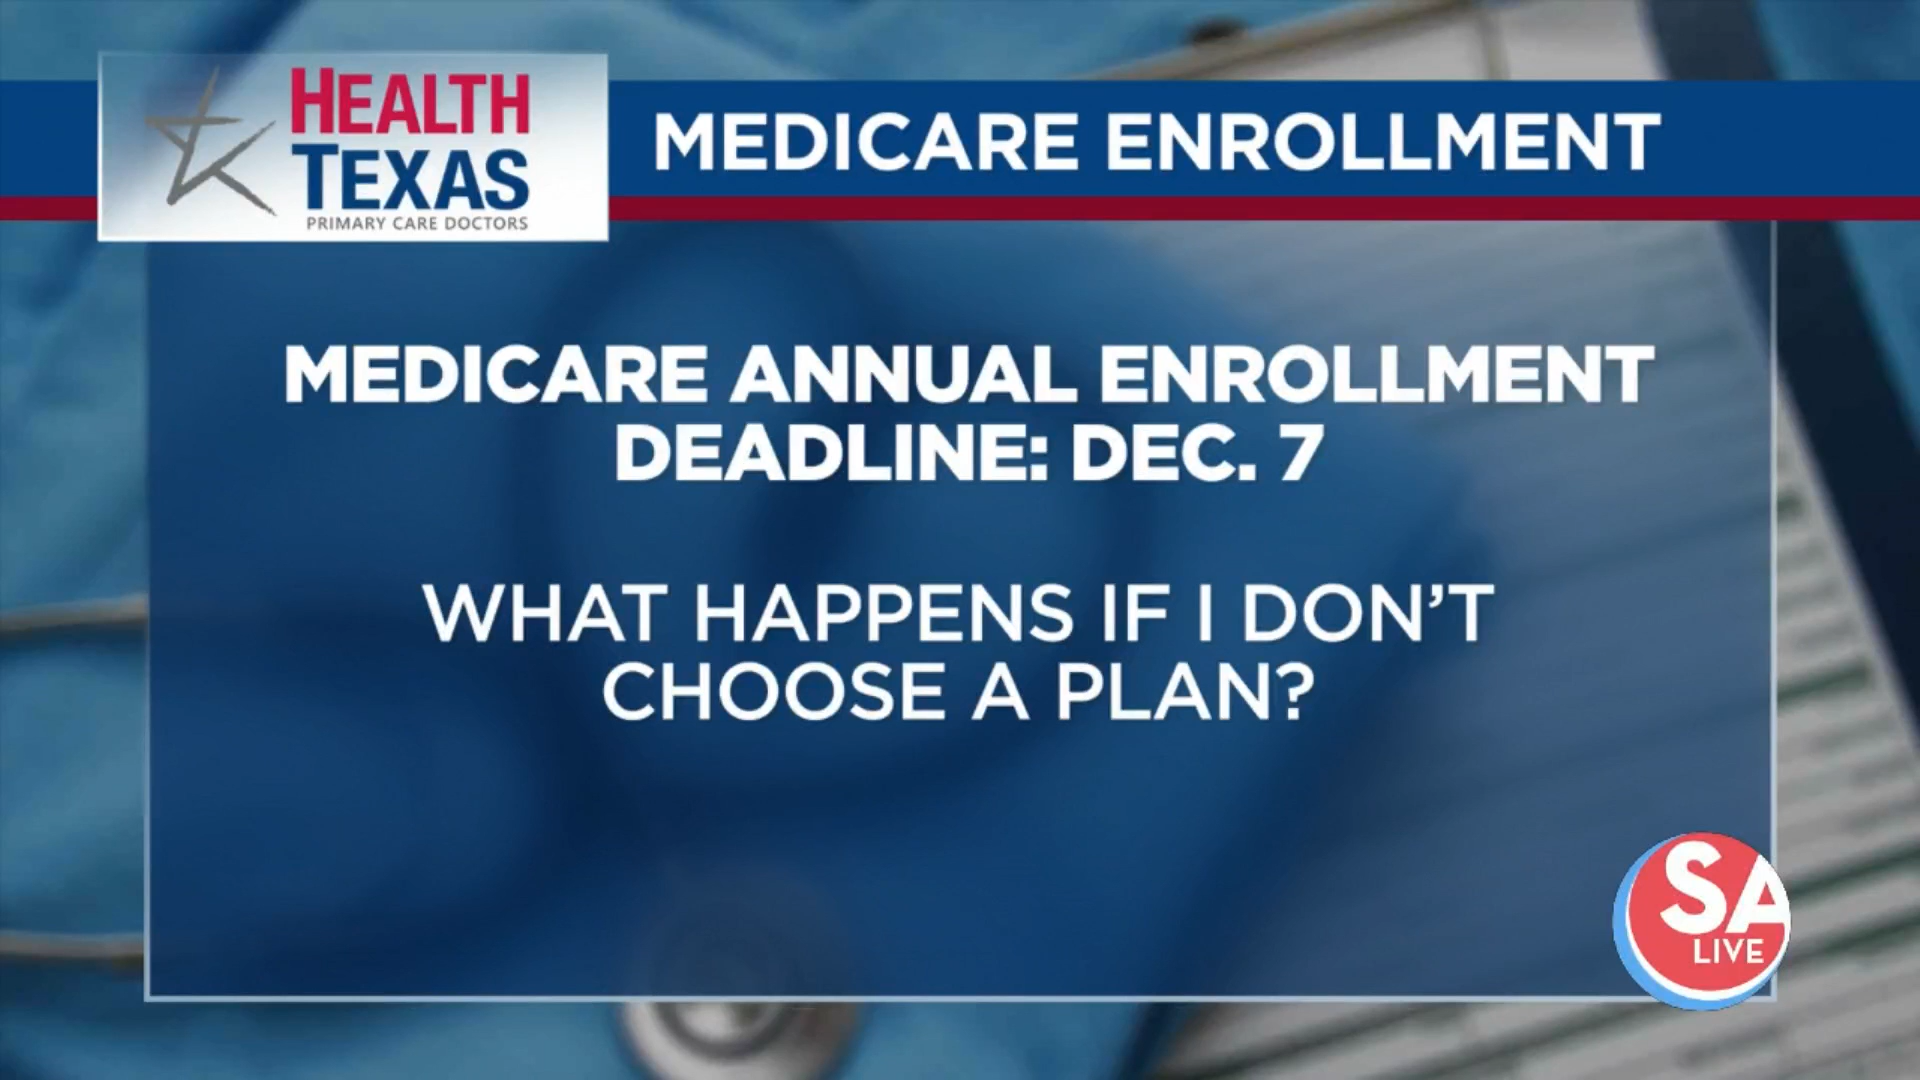 HEALTH
TEXAS
PRIMARY CARE DOCTORS
MEDICARE ENROLLMENT
MEDICARE ANNUAL ENROLLMENT
DEADLINE: DEC. 7
WHAT HAPPENS IF I DON’T
CHOOSE A PLAN?
SA
LIVE